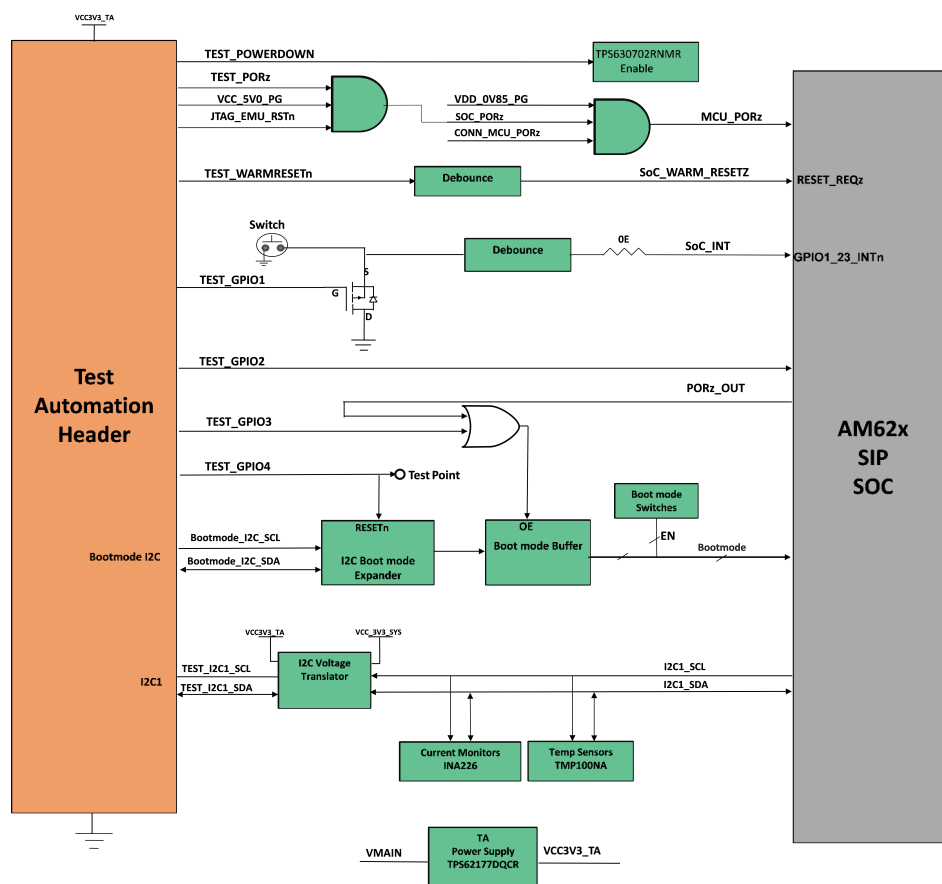 VCC3V3_TA
TEST_POWERDOWN
TPS630702RNMR
Enable
TEST_PORz
VCC_5V0_PG
JTAG_EMU_RSTn
VDD_0V85_PG
SOC_PORz
CONN_MCU_PORz
MCU_PORz
TEST_WARMRESETn
Debounce
SoC_WARM_RESETZ
RESET_REQz
Switch
Debounce
0E
SoC_INT
GPIO1_23_INTn
S
TEST_GPIO1
G
D
TEST_GPIO2
PORz_OUT
Test
Automation
Header
TEST_GPIO3
AM62x
SIP
SOC
TEST_GPIO4
Test Point
Boot mode
Switches
RESETn
I2C Boot mode
Expander
OE
Boot mode Buffer
EN
Bootmode
Bootmode I2C
Bootmode_I2C_SCL
Bootmode_I2C_SDA
VCC3V3_TA
VCC_3V3_SYS
I2C Voltage
Translator
I2C1
TEST_I2C1_SCL
TEST_I2C1_SDA
I2C1_SCL
I2C1_SDA
Current Monitors
INA226
Temp Sensors
TMP100NA
VMAIN
TA
Power Supply
TPS62177DQCR
VCC3V3_TA